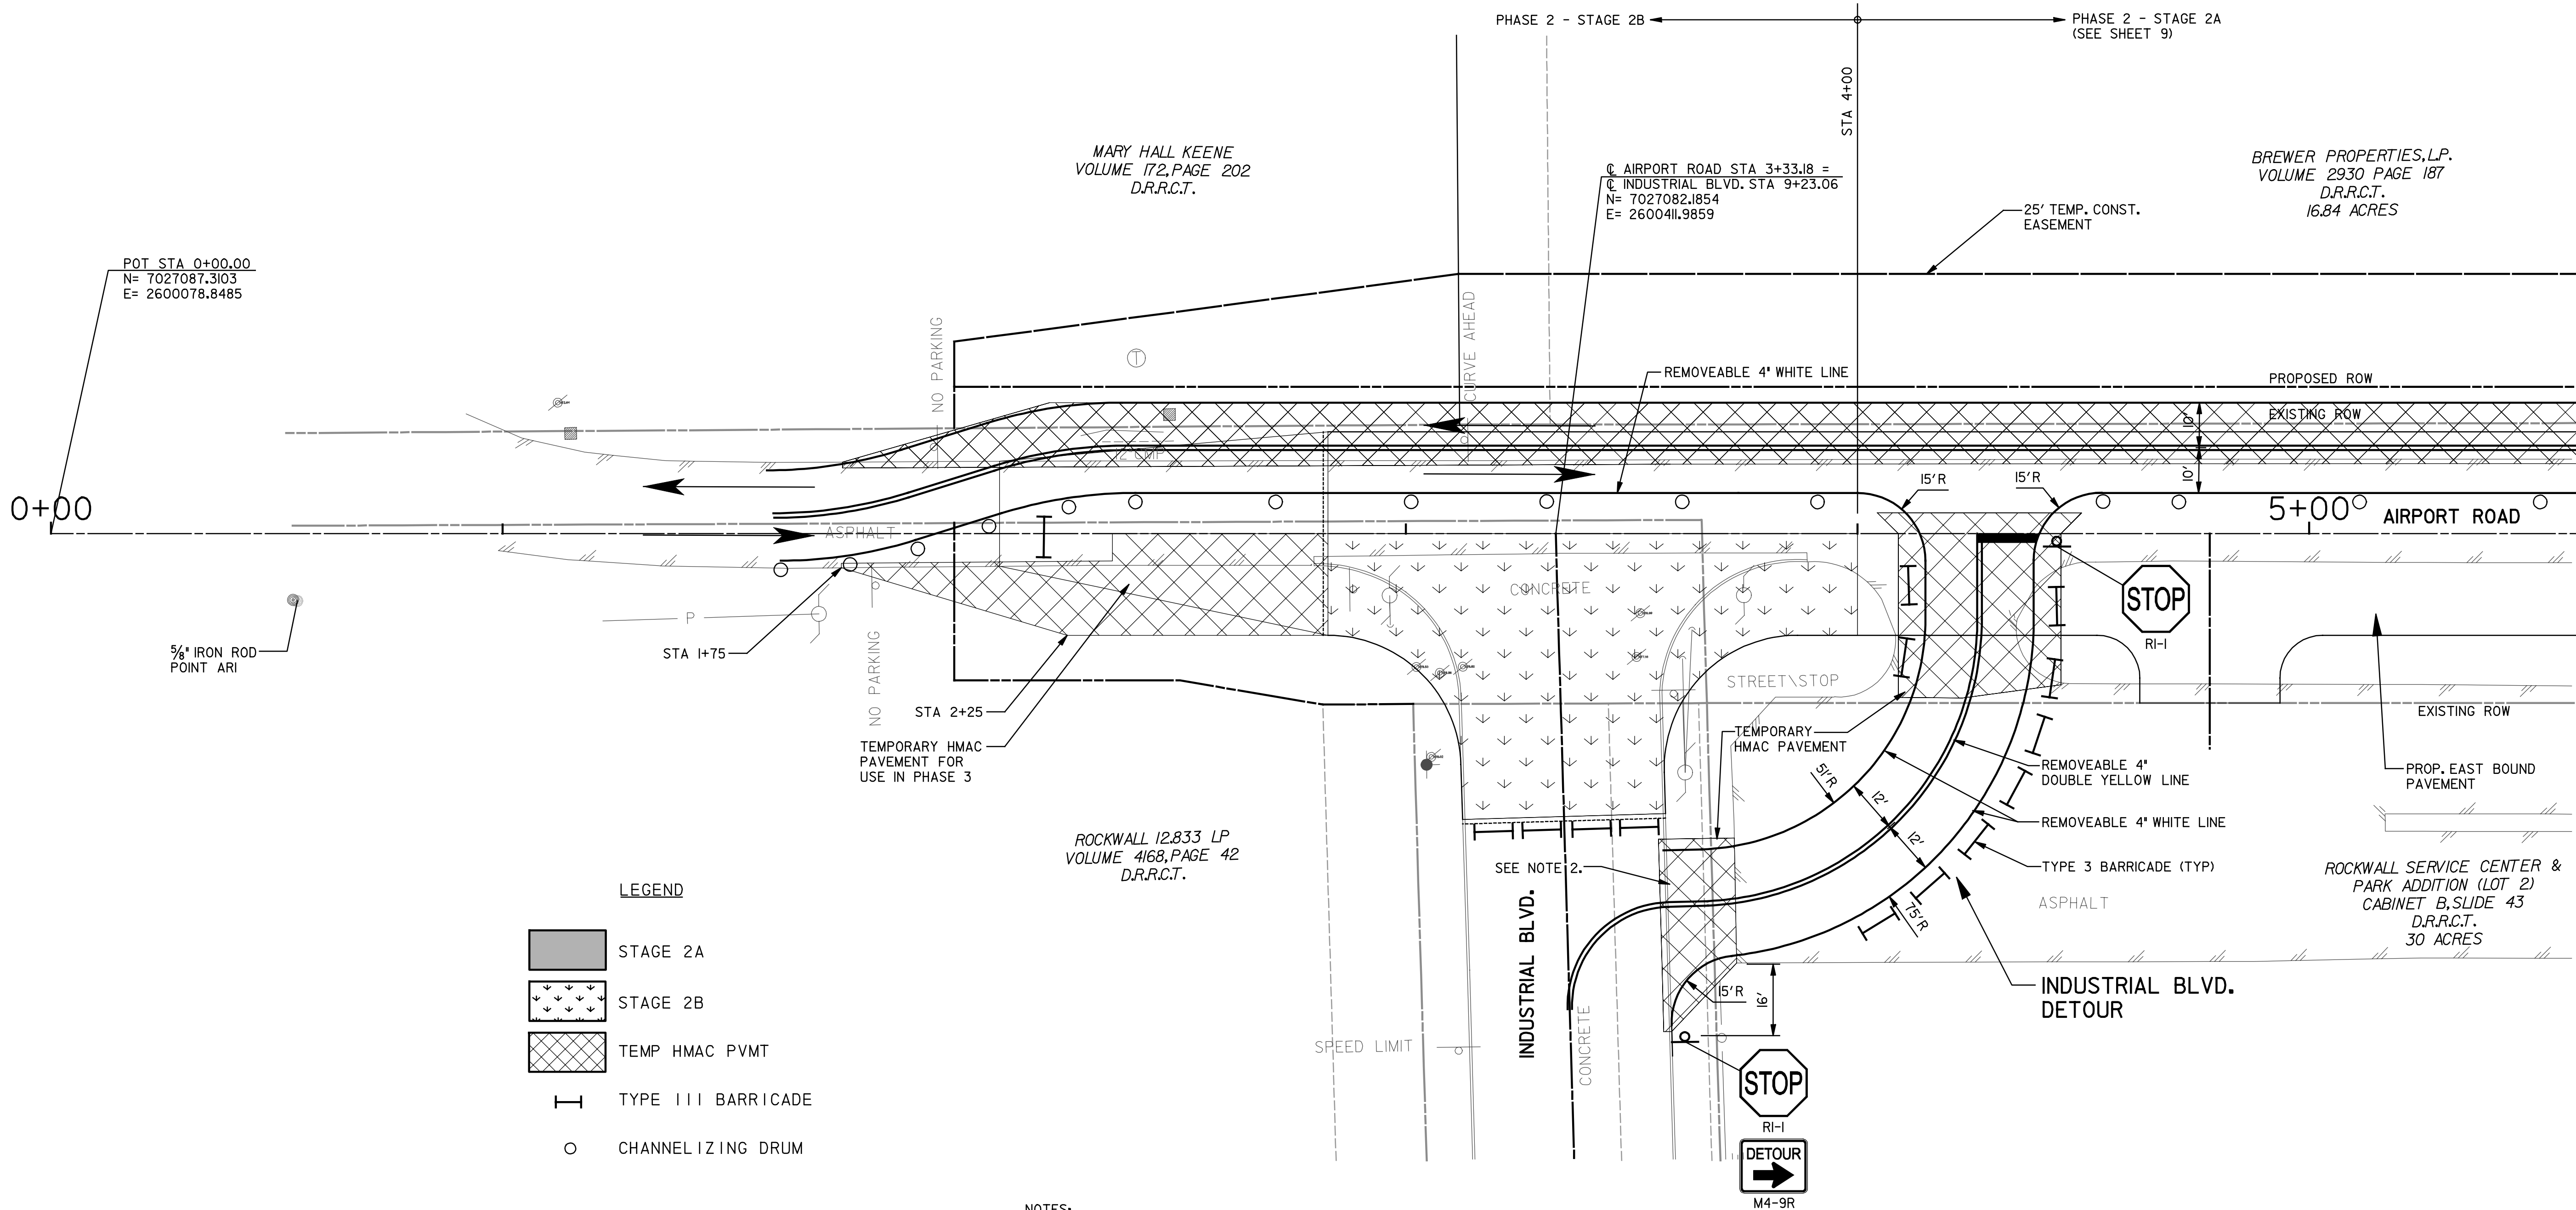 PHASE 2 - STAGE 2B
PHASE 2 - STAGE 2A
(SEE SHEET 9)
STA 4+00
MARY HALL KEENE
VOLUME 172, PAGE 202
D.R.R.C.T.
℄ AIRPORT ROAD STA 3+33.18 =
℄ INDUSTRIAL BLVD. STA 9+23.06
N= 7027082.1854
E= 2600411.9859
BREWER PROPERTIES, L.P.
VOLUME 2930 PAGE 187
D.R.R.C.T.
16.84 ACRES
25' TEMP. CONST.
EASEMENT
POT STA 0+00.00
N= 7027087.3103
E= 2600078.8485
NO PARKING
T
CURVE AHEAD
REMOVEABLE 4" WHITE LINE
PROPOSED ROW
EXISTING ROW
10'
10'
12" CMP
15'R
15'R
0+00
5+00
AIRPORT ROAD
ASPHALT
CONCRETE
STOP
R1-1
P
5/8" IRON ROD
POINT AR1
STA 1+75
NO PARKING
STA 2+25
TEMPORARY HMAC
PAVEMENT FOR
USE IN PHASE 3
STREET\STOP
TEMPORARY
HMAC PAVEMENT
EXISTING ROW
REMOVEABLE 4"
DOUBLE YELLOW LINE
PROP. EAST BOUND
PAVEMENT
51'R
12'
12'
75'R
REMOVEABLE 4" WHITE LINE
TYPE 3 BARRICADE (TYP)
SEE NOTE 2.
ROCKWALL 12.833 LP
VOLUME 4168, PAGE 42
D.R.R.C.T.
ROCKWALL SERVICE CENTER &
PARK ADDITION (LOT 2)
CABINET B, SLIDE 43
D.R.R.C.T.
30 ACRES
ASPHALT
INDUSTRIAL BLVD.
DETOUR
INDUSTRIAL BLVD.
CONCRETE
15'R
16'
SPEED LIMIT
STOP
R1-1
DETOUR
M4-9R
LEGEND
STAGE 2A
STAGE 2B
TEMP HMAC PVMT
TYPE III BARRICADE
CHANNELIZING DRUM
NOTES: